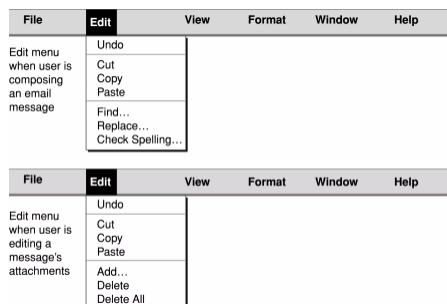 File Edit View Format Window Help
Edit menu
when user is
composing
an email
message
Undo
Cut
Copy
Paste
Find...
Replace...
Check Spelling...
File Edit View Format Window Help
Edit menu
when user is
editing a
message's
attachments
Undo
Cut
Copy
Paste
Add...
Delete
Delete All